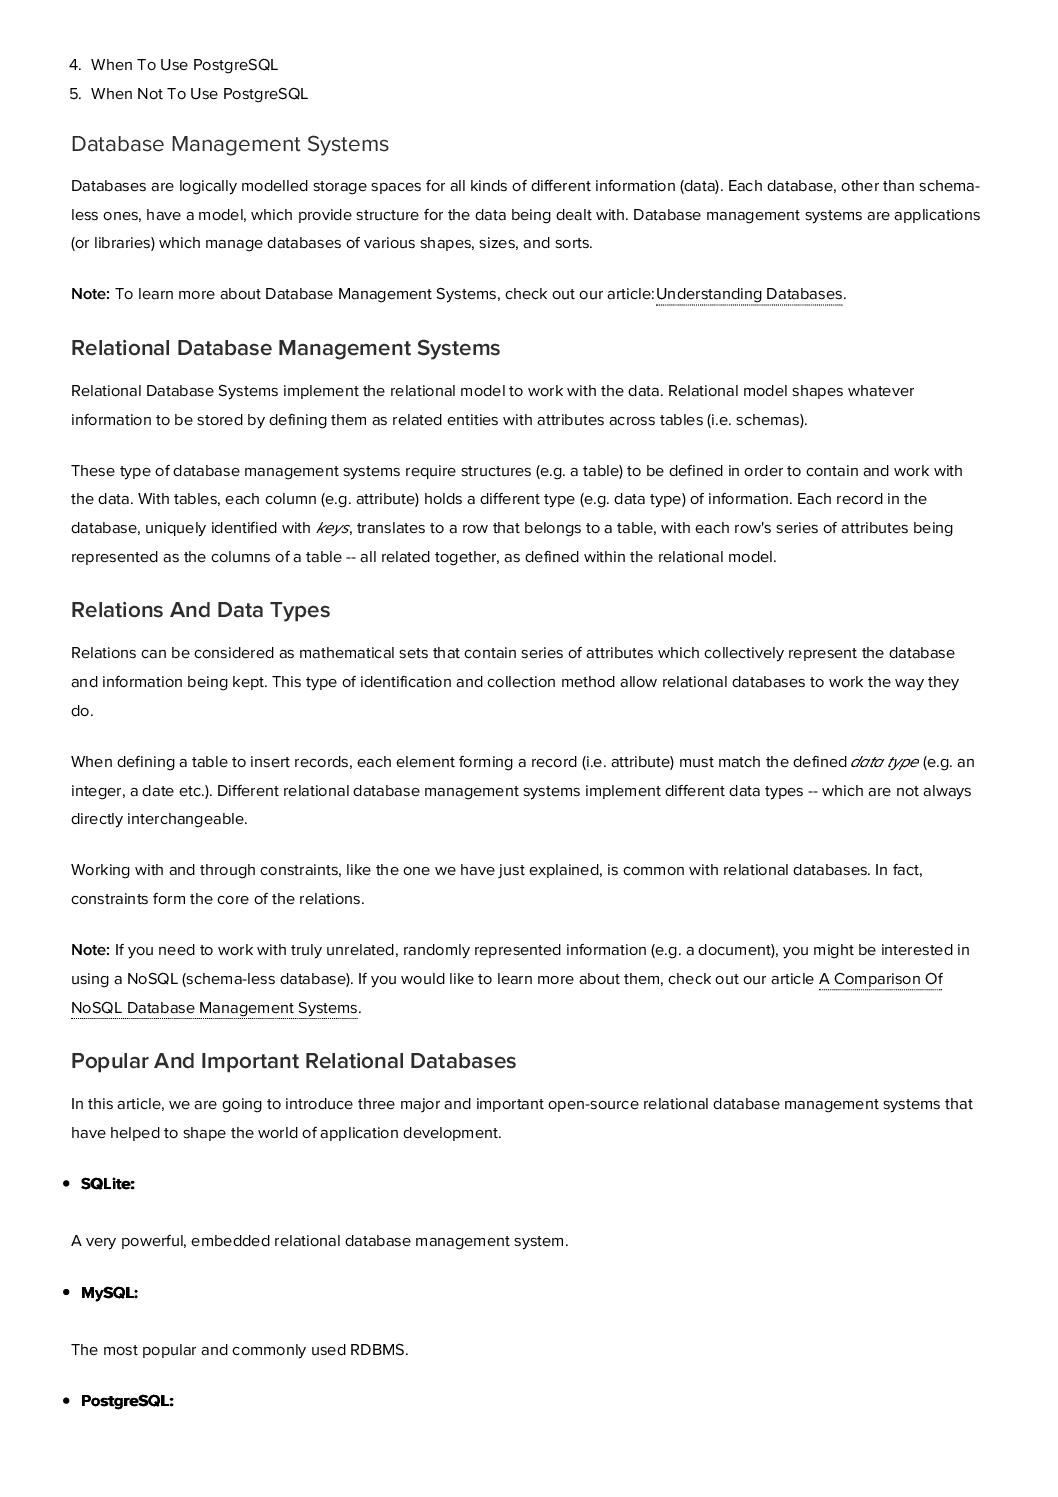 4. When To Use PostgreSQL
5. When Not To Use PostgreSQL
Database Management Systems
Databases are logically modelled storage spaces for all kinds of different information (data). Each database, other than schema-
less ones, have a model, which provide structure for the data being dealt with. Database management systems are applications
(or libraries) which manage databases of various shapes, sizes, and sorts.
Note: To learn more about Database Management Systems, check out our article:Understanding Databases.
Relational Database Management Systems
Relational Database Systems implement the relational model to work with the data. Relational model shapes whatever
information to be stored by defining them as related entities with attributes across tables (i.e. schemas).
These type of database management systems require structures (e.g. a table) to be defined in order to contain and work with
the data. With tables, each column (e.g. attribute) holds a different type (e.g. data type) of information. Each record in the
database, uniquely identified with keys, translates to a row that belongs to a table, with each row's series of attributes being
represented as the columns of a table -- all related together, as defined within the relational model.
Relations And Data Types
Relations can be considered as mathematical sets that contain series of attributes which collectively represent the database
and information being kept. This type of identification and collection method allow relational databases to work the way they
do.
When defining a table to insert records, each element forming a record (i.e. attribute) must match the defined data type (e.g. an
integer, a date etc.). Different relational database management systems implement different data types -- which are not always
directly interchangeable.
Working with and through constraints, like the one we have just explained, is common with relational databases. In fact,
constraints form the core of the relations.
Note: If you need to work with truly unrelated, randomly represented information (e.g. a document), you might be interested in
using a NoSQL (schema-less database). If you would like to learn more about them, check out our article A Comparison Of
NoSQL Database Management Systems.
Popular And Important Relational Databases
In this article, we are going to introduce three major and important open-source relational database management systems that
have helped to shape the world of application development.
• SQLite:
A very powerful, embedded relational database management system.
• MySQL:
The most popular and commonly used RDBMS.
• PostgreSQL: